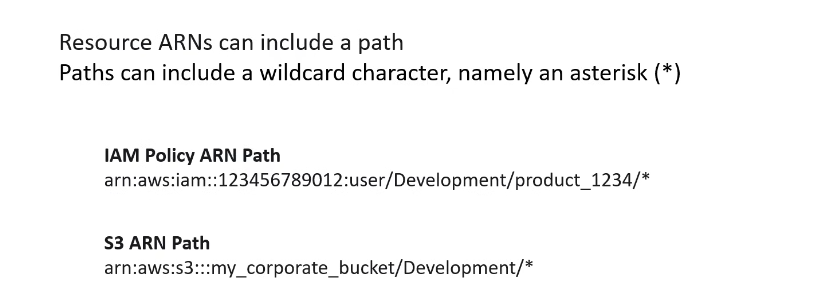 Resource ARNs can include a path
Paths can include a wildcard character, namely an asterisk (*)
IAM Policy ARN Path
arn:aws:iam::123456789012:user/Development/product_1234/*
S3 ARN Path
arn:aws:s3:::my_corporate_bucket/Development/*